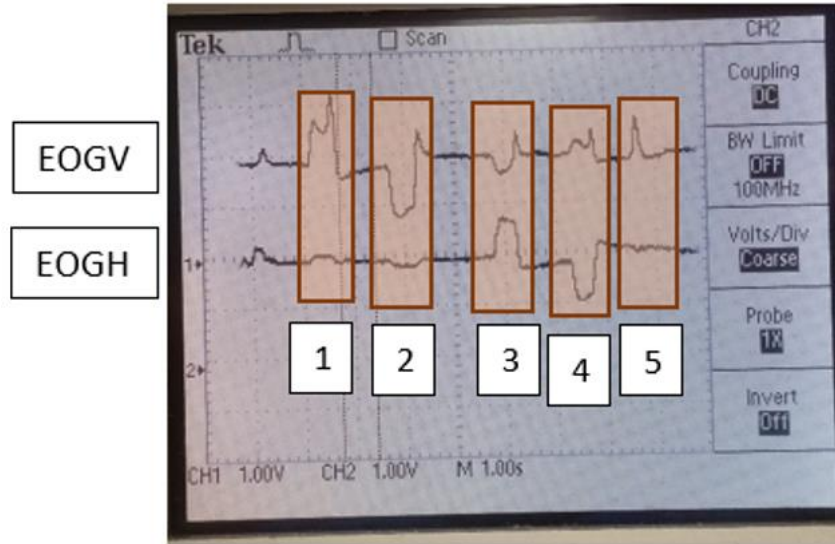 Tek
Scan
CH2
Coupling
DC
BW Limit
OFF
100MHz
Volts/Div
Coarse
Probe
1X
Invert
Off
EOGV
EOGH
1
2
1
2
3
4
5
CH1 1.00V CH2 1.00V M 1.00s